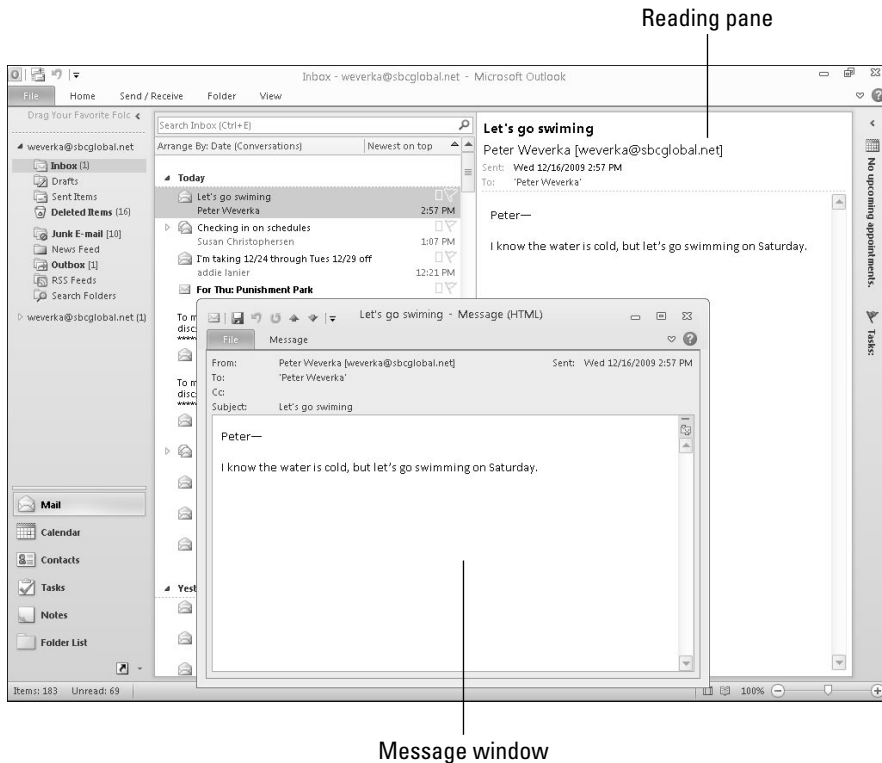 Reading pane
Inbox - weverka@sbcglobal.net - Microsoft Outlook
File Home Send / Receive Folder View
Drag Your Favorite Folc
weverka@sbcglobal.net
Inbox (1)
Drafts
Sent Items
Deleted Items (16)
Junk E-mail [10]
News Feed
Outbox [1]
RSS Feeds
Search Folders
weverka@sbcglobal.net (1)
Mail
Calendar
Contacts
Tasks
Notes
Folder List
Search Inbox (Ctrl+E)
Arrange By: Date (Conversations) Newest on top
Today
Let's go swiming
Peter Weverka 2:57 PM
Checking in on schedules
Susan Christophersen 1:07 PM
I'm taking 12/24 through Tues 12/29 off
addie lanier 12:21 PM
For Thu: Punishment Park
To m
disc:
*****
To m
disc:
*****
Yest
Let's go swiming
Peter Weverka [weverka@sbcglobal.net]
Sent: Wed 12/16/2009 2:57 PM
To: 'Peter Weverka'
Peter—
I know the water is cold, but let's go swimming on Saturday.
No upcoming appointments.
Tasks:
Let's go swiming - Message (HTML)
File Message
From: Peter Weverka [weverka@sbcglobal.net] Sent: Wed 12/16/2009 2:57 PM
To: 'Peter Weverka'
Cc:
Subject: Let's go swiming
Peter—
I know the water is cold, but let's go swimming on Saturday.
Items: 183 Unread: 69
100%
Message window